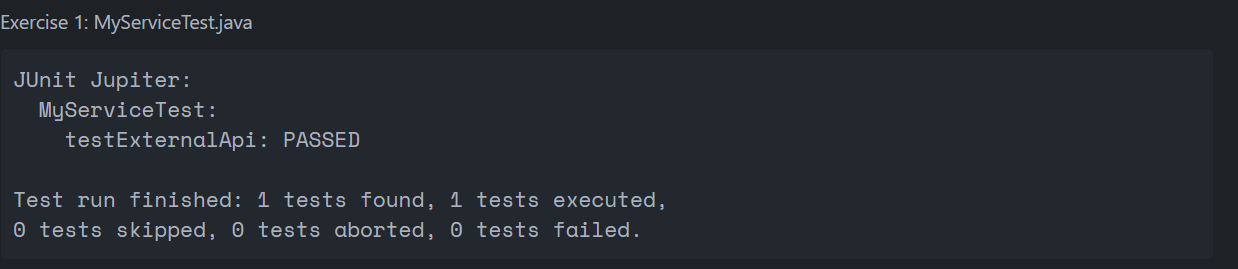 Exercise 1: MyServiceTest.java
JUnit Jupiter:
MyServiceTest:
testExternalApi: PASSED
Test run finished: 1 tests found, 1 tests executed,
0 tests skipped, 0 tests aborted, 0 tests failed.